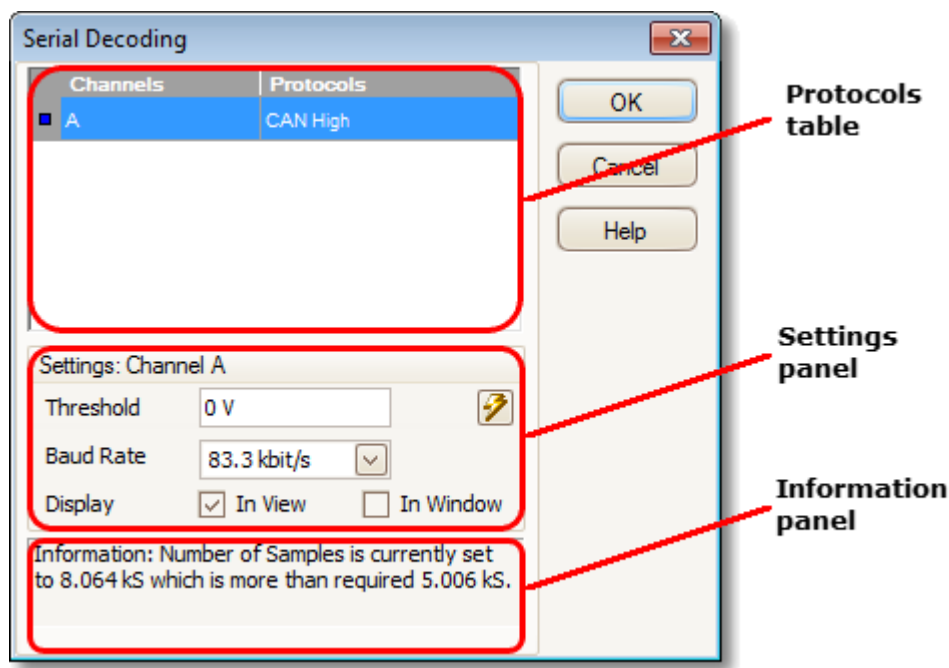 Serial Decoding
Channels Protocols
A CAN High
OK
Cancel
Help
Protocols
table
Settings: Channel A
Threshold 0 V
Baud Rate 83.3 kbit/s
Display In View In Window
Settings
panel
Information: Number of Samples is currently set
to 8.064 kS which is more than required 5.006 kS.
Information
panel